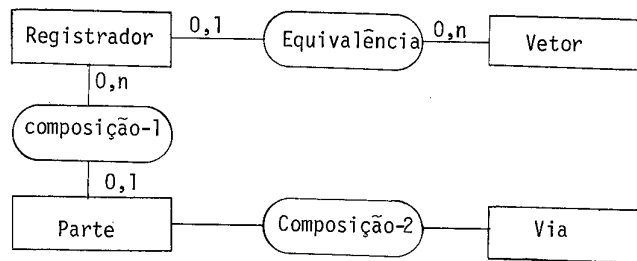 Registrador
0,1
Equivalência
0,n
Vetor
0,n
composição-1
0,1
Parte
Composição-2
Via